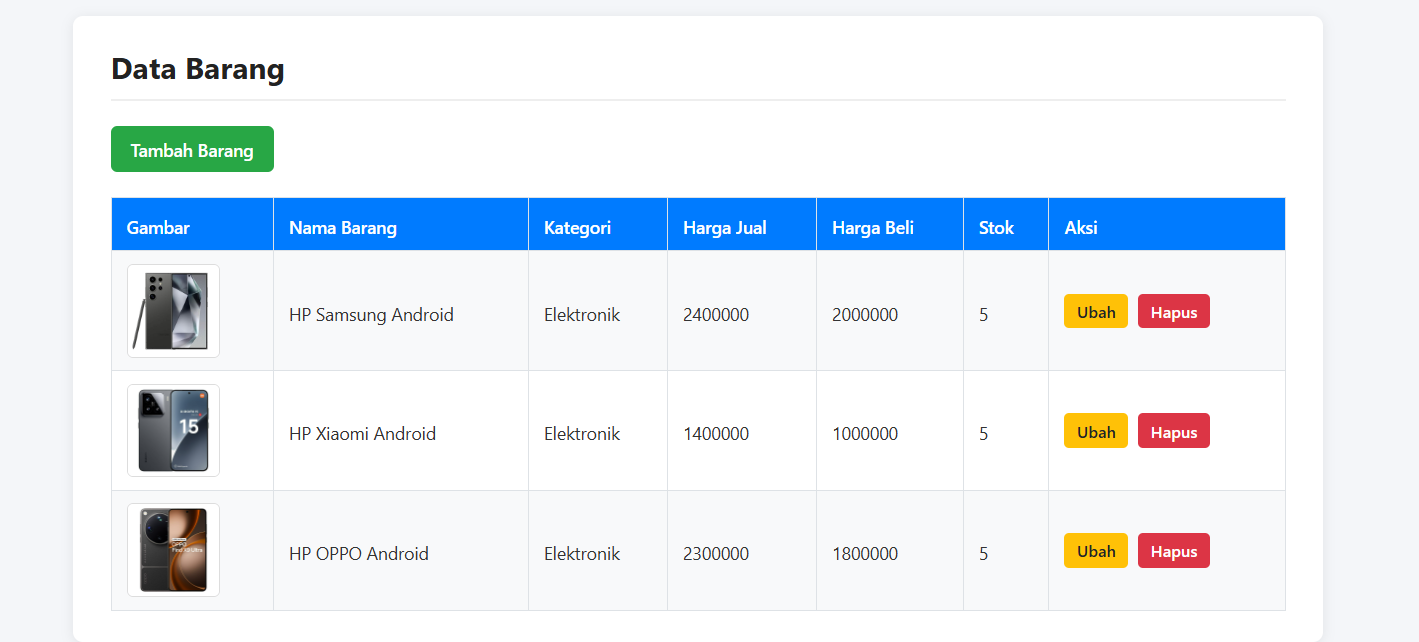 Data Barang
Tambah Barang
Gambar Nama Barang Kategori Harga Jual Harga Beli Stok Aksi
HP Samsung Android Elektronik 2400000 2000000 5 Ubah Hapus
15
HP Xiaomi Android Elektronik 1400000 1000000 5 Ubah Hapus
OPPO
HP OPPO Android Elektronik 2300000 1800000 5 Ubah Hapus